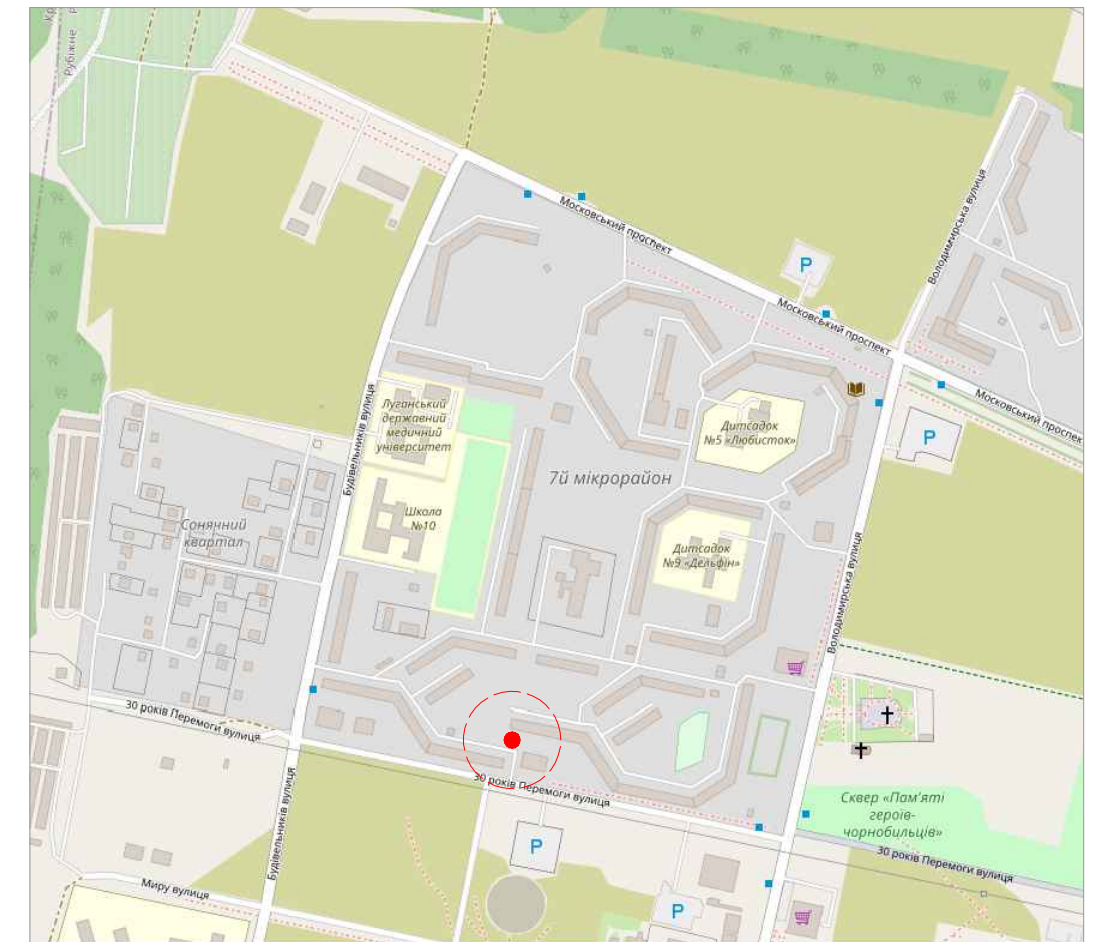 Рубіжне
Московський проспект
Володимирська вулиця
P
Московський проспект
Московський проспек
Луганський
державний
медичний
університет
Будівельників вулиця
Дитсадок
№5 «Любисток»
P
7й мікрорайон
Школа
№10
Сонячний
квартал
Дитсадок
№9 «Дельфін»
Володимирська вулиця
30 років Перемоги вулиця
30 років Перемоги вулиця
Сквер «Пам'яті
героїв-
чорнобильців»
Будівельників вулиця
P
30 років Перемоги вулиця
Миру вулиця
P